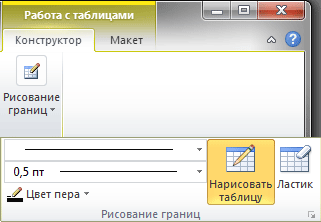 Работа с таблицами
Конструктор Макет
Рисование
границ
0,5 пт
Цвет пера
Нарисовать
таблицу
Ластик
Рисование границ